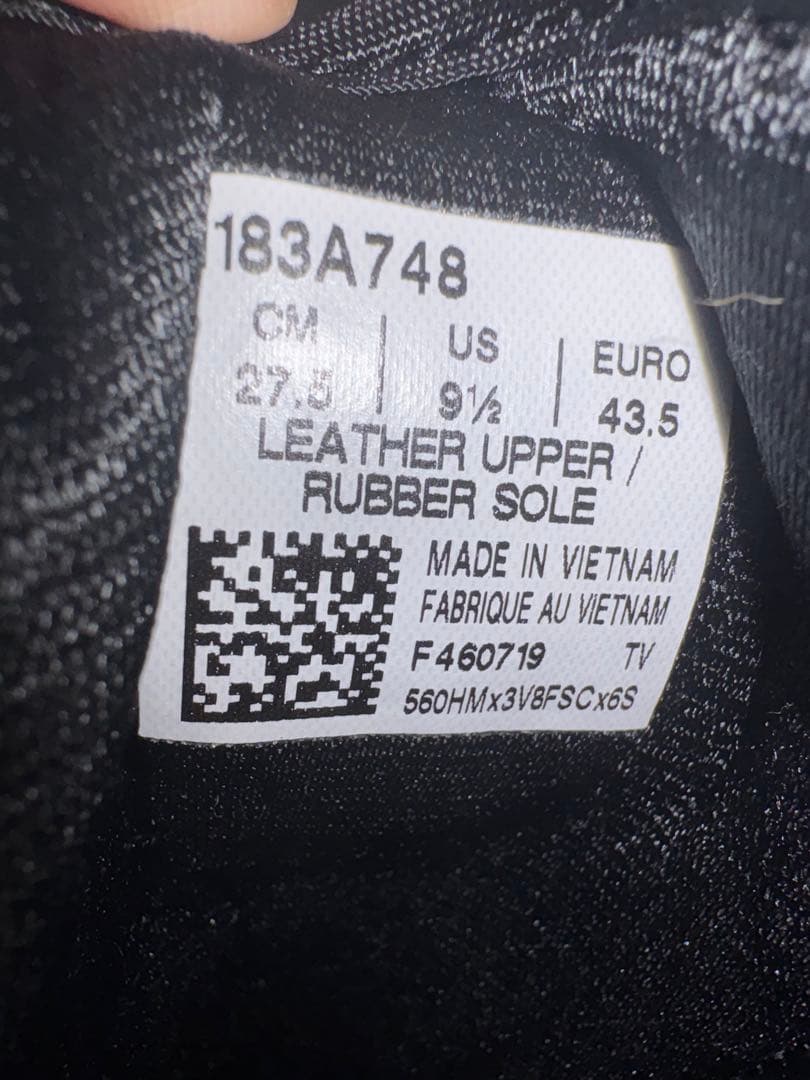 183A748
CM | US | EURO
27.5 | 9½ | 43.5
LEATHER UPPER /
RUBBER SOLE
MADE IN VIETNAM
FABRIQUE AU VIETNAM
F460719 TV
560HMx3V8FSCx6S